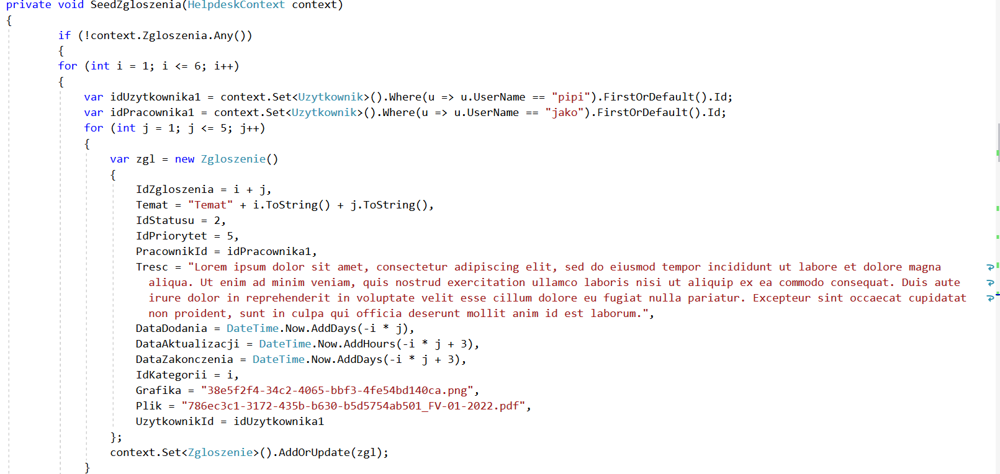 private void SeedZgloszenia(HelpdeskContext context)
{
if (!context.Zgloszenia.Any())
{
for (int i = 1; i <= 6; i++)
{
var idUzytkownika1 = context.Set<Uzytkownik>().Where(u => u.UserName == "pipi").FirstOrDefault().Id;
var idPracownika1 = context.Set<Uzytkownik>().Where(u => u.UserName == "jako").FirstOrDefault().Id;
for (int j = 1; j <= 5; j++)
{
var zgl = new Zgloszenie()
{
IdZgloszenia = i + j,
Temat = "Temat" + i.ToString() + j.ToString(),
IdStatusu = 2,
IdPriorytet = 5,
PracownikId = idPracownika1,
Tresc = "Lorem ipsum dolor sit amet, consectetur adipiscing elit, sed do eiusmod tempor incididunt ut labore et dolore magna
aliqua. Ut enim ad minim veniam, quis nostrud exercitation ullamco laboris nisi ut aliquip ex ea commodo consequat. Duis aute
irure dolor in reprehenderit in voluptate velit esse cillum dolore eu fugiat nulla pariatur. Excepteur sint occaecat cupidatat
non proident, sunt in culpa qui officia deserunt mollit anim id est laborum.",
DataDodania = DateTime.Now.AddDays(-i * j),
DataAktualizacji = DateTime.Now.AddHours(-i * j + 3),
DataZakonczenia = DateTime.Now.AddDays(-i * j + 3),
IdKategorii = i,
Grafika = "38e5f2f4-34c2-4065-bbf3-4fe54bd140ca.png",
Plik = "786ec3c1-3172-435b-b630-b5d5754ab501_FV-01-2022.pdf",
UzytkownikId = idUzytkownika1
};
context.Set<Zgloszenie>().AddOrUpdate(zgl);
}